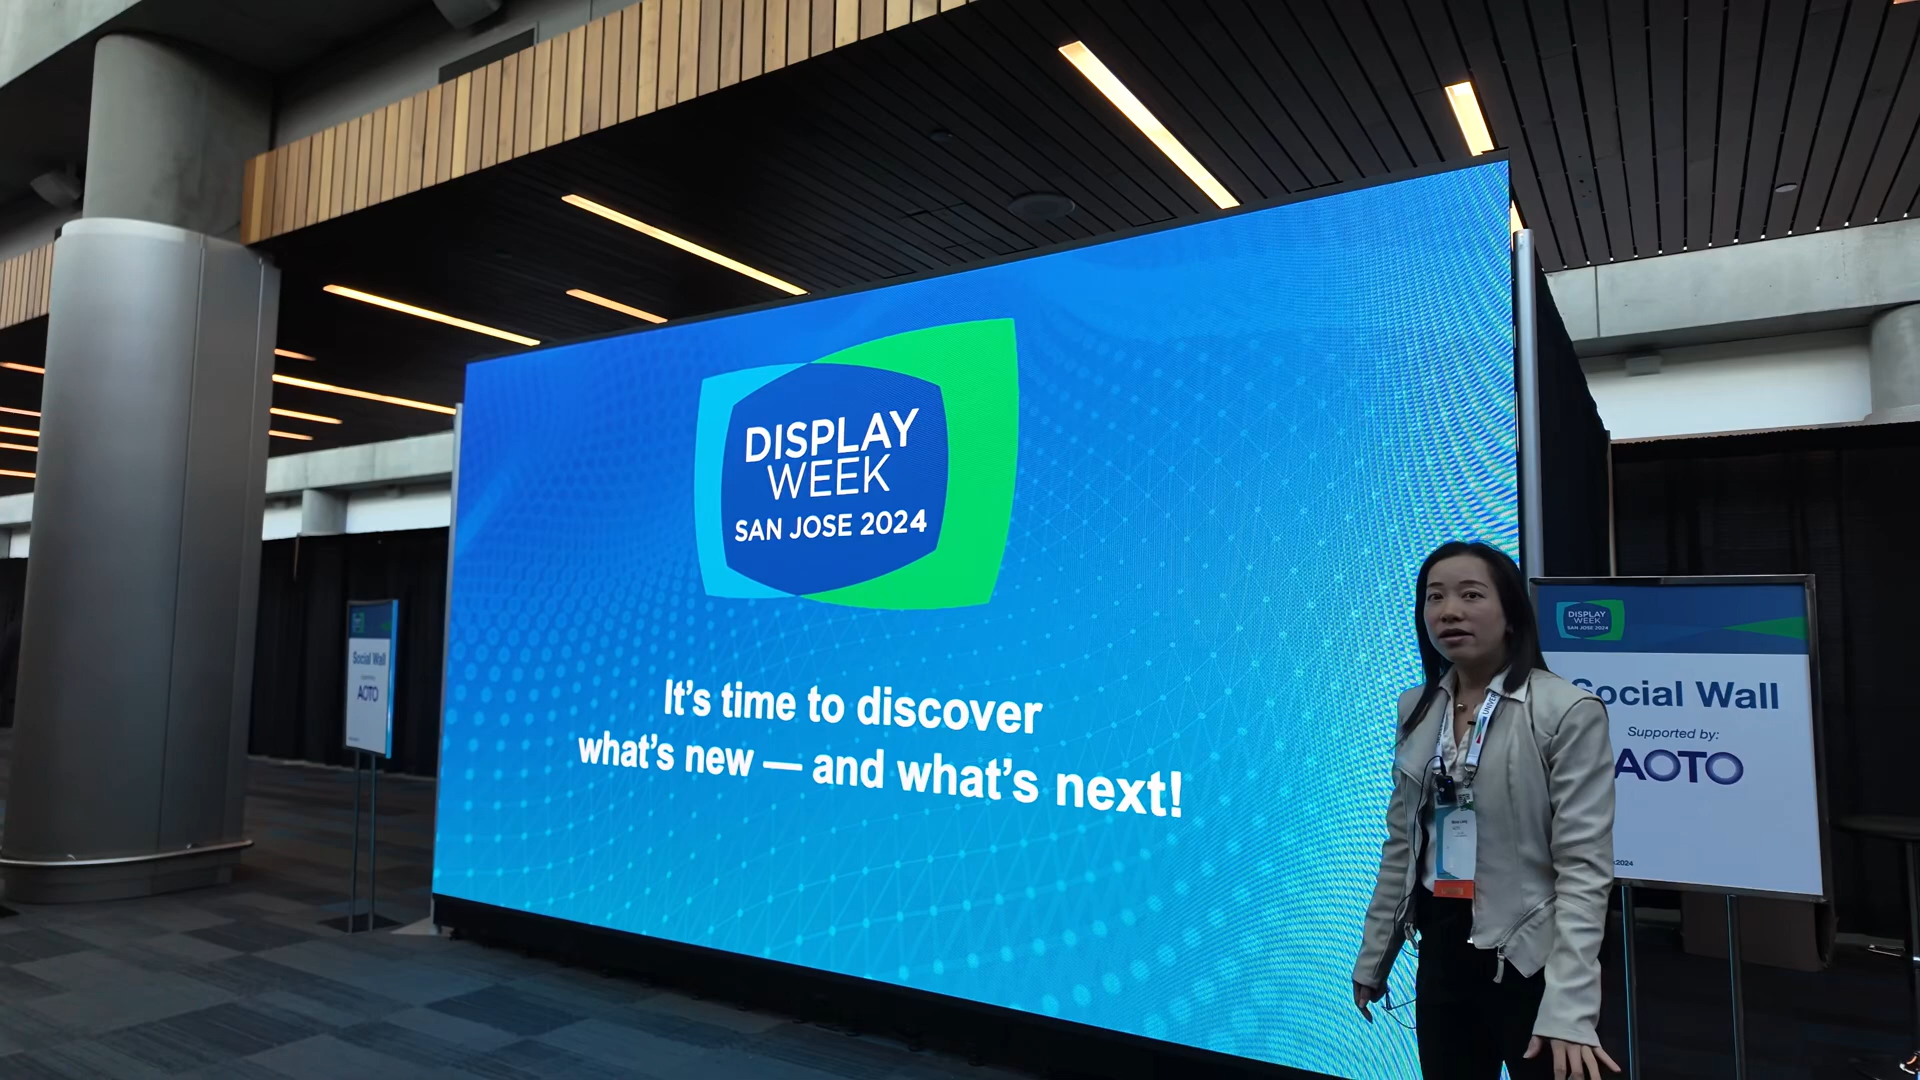 DISPLAY
WEEK
SAN JOSE 2024
It's time to discover
what's new — and what's next!
Social Wall
AOTO
DISPLAY
WEEK
SAN JOSE 2024
Social Wall
Supported by:
AOTO
2024